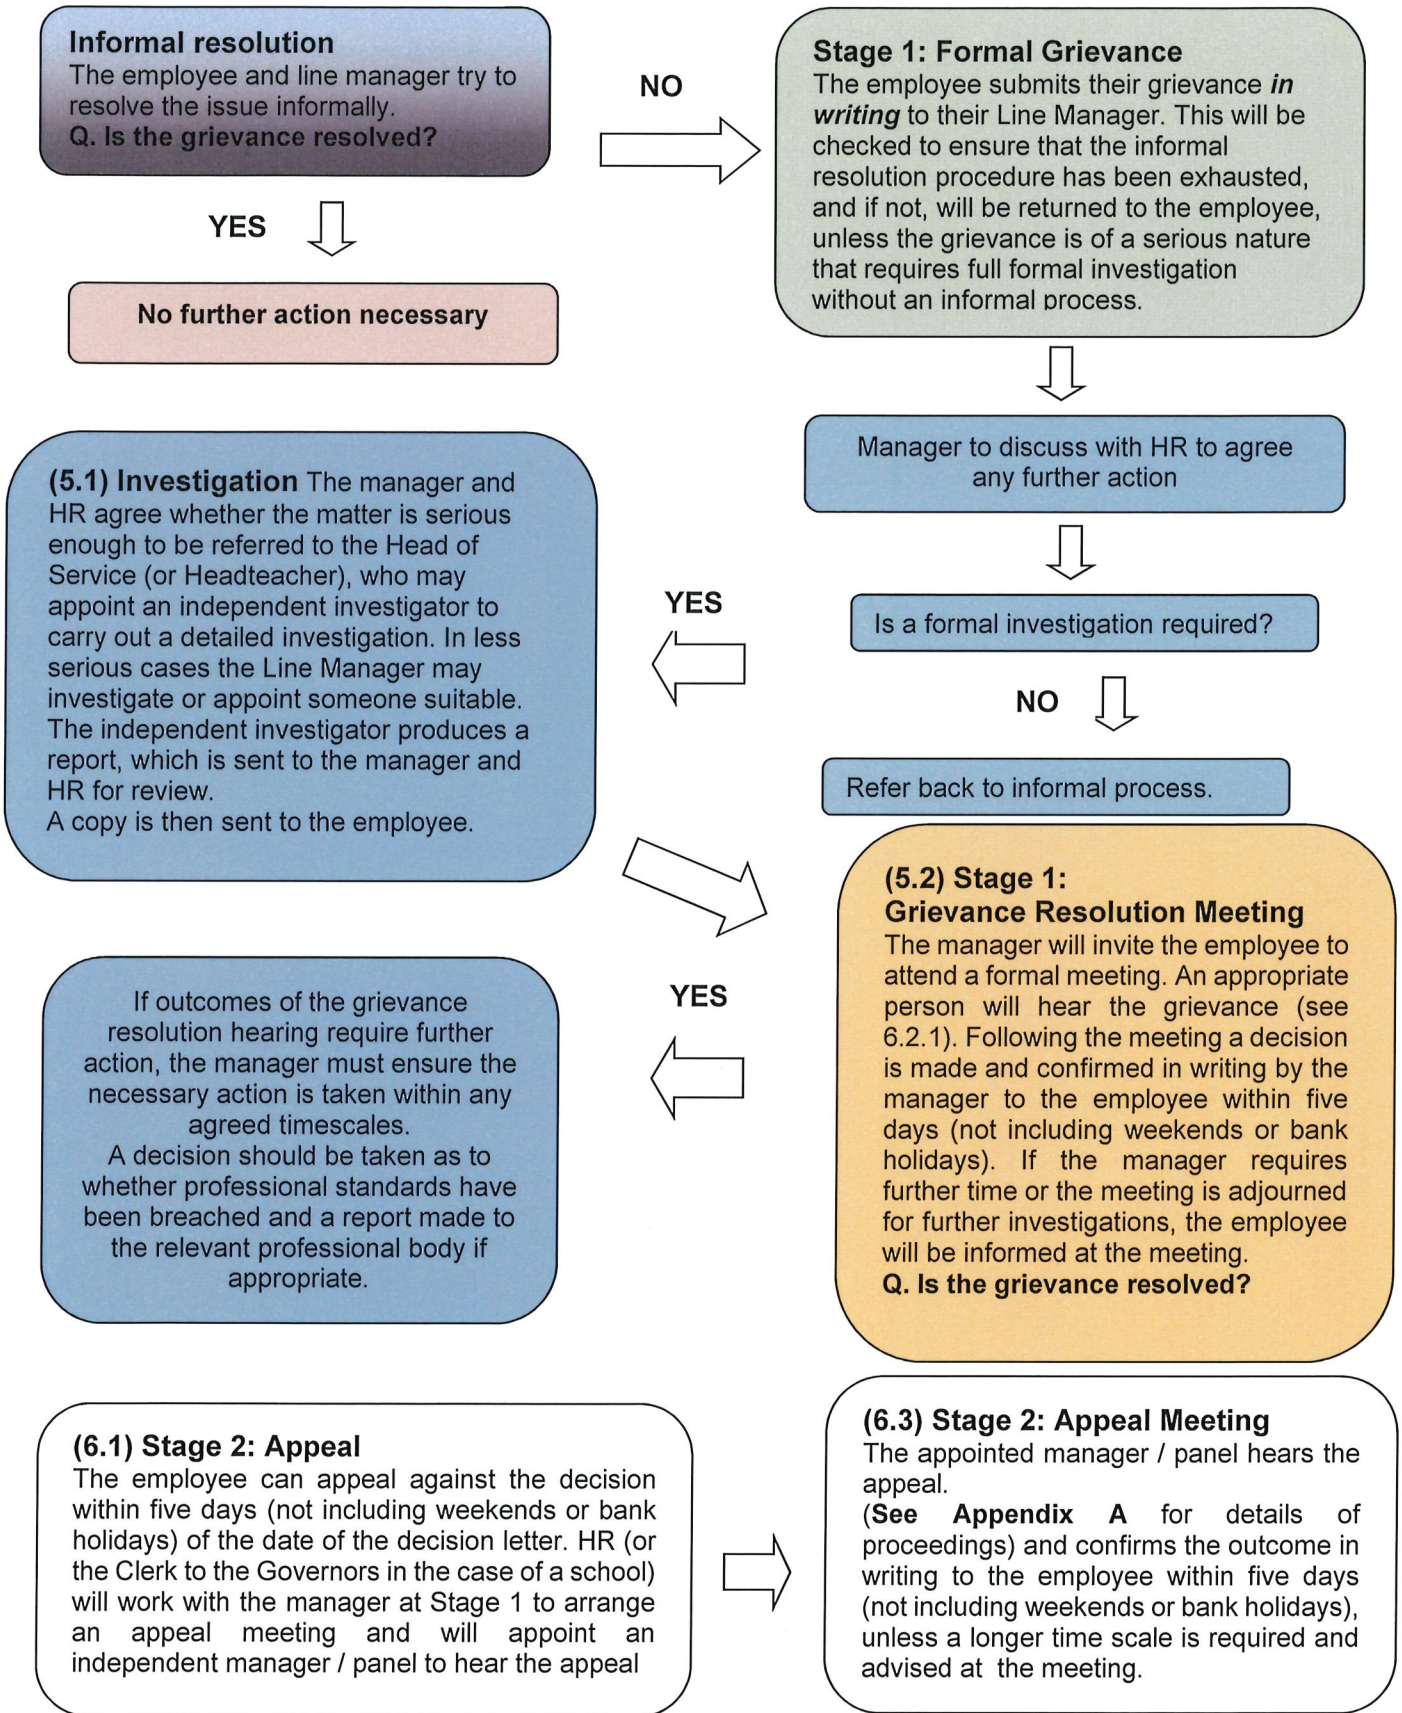 Informal resolution
The employee and line manager try to
resolve the issue informally.
Q. Is the grievance resolved?
NO
Stage 1: Formal Grievance
The employee submits their grievance in
writing to their Line Manager. This will be
checked to ensure that the informal
resolution procedure has been exhausted,
and if not, will be returned to the employee,
unless the grievance is of a serious nature
that requires full formal investigation
without an informal process.
YES
No further action necessary
Manager to discuss with HR to agree
any further action
Is a formal investigation required?
YES
(5.1) Investigation The manager and
HR agree whether the matter is serious
enough to be referred to the Head of
Service (or Headteacher), who may
appoint an independent investigator to
carry out a detailed investigation. In less
serious cases the Line Manager may
investigate or appoint someone suitable.
The independent investigator produces a
report, which is sent to the manager and
HR for review.
A copy is then sent to the employee.
NO
Refer back to informal process.
(5.2) Stage 1:
Grievance Resolution Meeting
The manager will invite the employee to
attend a formal meeting. An appropriate
person will hear the grievance (see
6.2.1). Following the meeting a decision
is made and confirmed in writing by the
manager to the employee within five
days (not including weekends or bank
holidays). If the manager requires
further time or the meeting is adjourned
for further investigations, the employee
will be informed at the meeting.
Q. Is the grievance resolved?
YES
If outcomes of the grievance
resolution hearing require further
action, the manager must ensure the
necessary action is taken within any
agreed timescales.
A decision should be taken as to
whether professional standards have
been breached and a report made to
the relevant professional body if
appropriate.
(6.1) Stage 2: Appeal
The employee can appeal against the decision
within five days (not including weekends or bank
holidays) of the date of the decision letter. HR (or
the Clerk to the Governors in the case of a school)
will work with the manager at Stage 1 to arrange
an appeal meeting and will appoint an
independent manager / panel to hear the appeal
(6.3) Stage 2: Appeal Meeting
The appointed manager / panel hears the
appeal.
(See Appendix A for details of
proceedings) and confirms the outcome in
writing to the employee within five days
(not including weekends or bank holidays),
unless a longer time scale is required and
advised at the meeting.